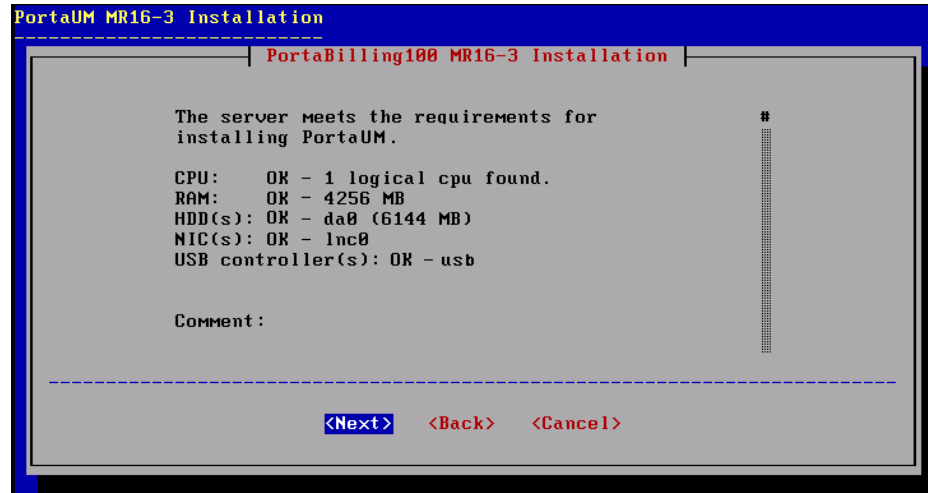 PortaUM MR16-3 Installation
PortaBilling100 MR16-3 Installation
The server meets the requirements for
installing PortaUM.
CPU: OK - 1 logical cpu found.
RAM: OK - 4256 MB
HDD(s): OK - da0 (6144 MB)
NIC(s): OK - lnc0
USB controller(s): OK - usb
Comment:
#
<Next> <Back> <Cancel>